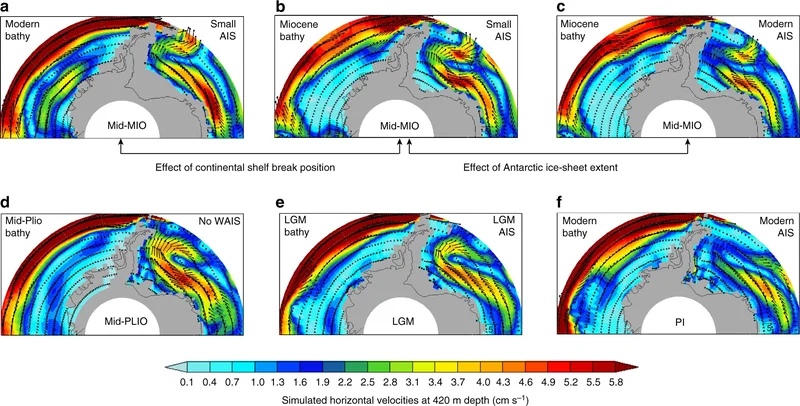 a
Modern
bathy
Small
AIS
Mid-MIO
b
Miocene
bathy
Small
AIS
Mid-MIO
c
Miocene
bathy
Modern
AIS
Mid-MIO
Effect of continental shelf break position
Effect of Antarctic ice-sheet extent
d
Mid-Plio
bathy
No WAIS
Mid-PLIO
e
LGM
bathy
LGM
AIS
LGM
f
Modern
bathy
Modern
AIS
PI
0.1 0.4 0.7 1.0 1.3 1.6 1.9 2.2 2.5 2.8 3.1 3.4 3.7 4.0 4.3 4.6 4.9 5.2 5.5 5.8
Simulated horizontal velocities at 420 m depth (cm s⁻¹)